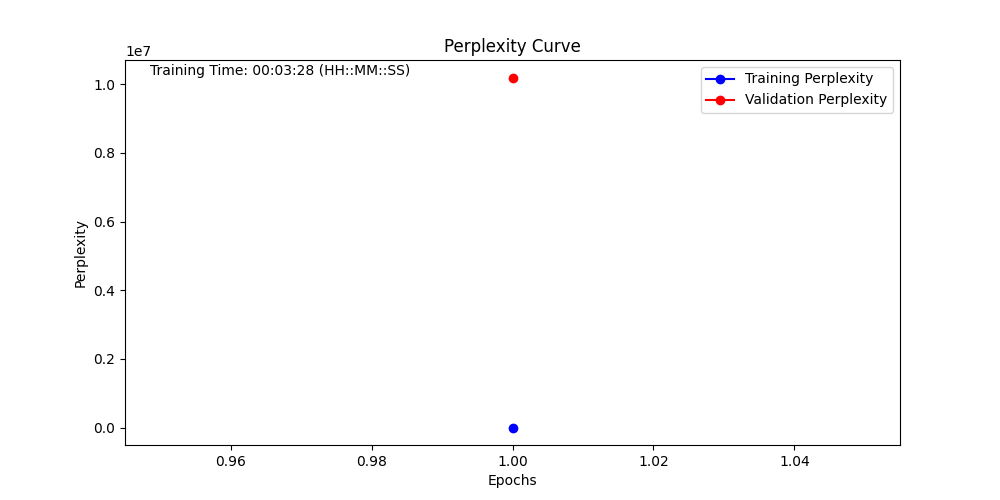 Perplexity Curve
1e7
Training Time: 00:03:28 (HH::MM::SS)
Training Perplexity
Validation Perplexity
1.0
0.8
0.6
0.4
0.2
0.0
Perplexity
0.96
0.98
1.00
1.02
1.04
Epochs